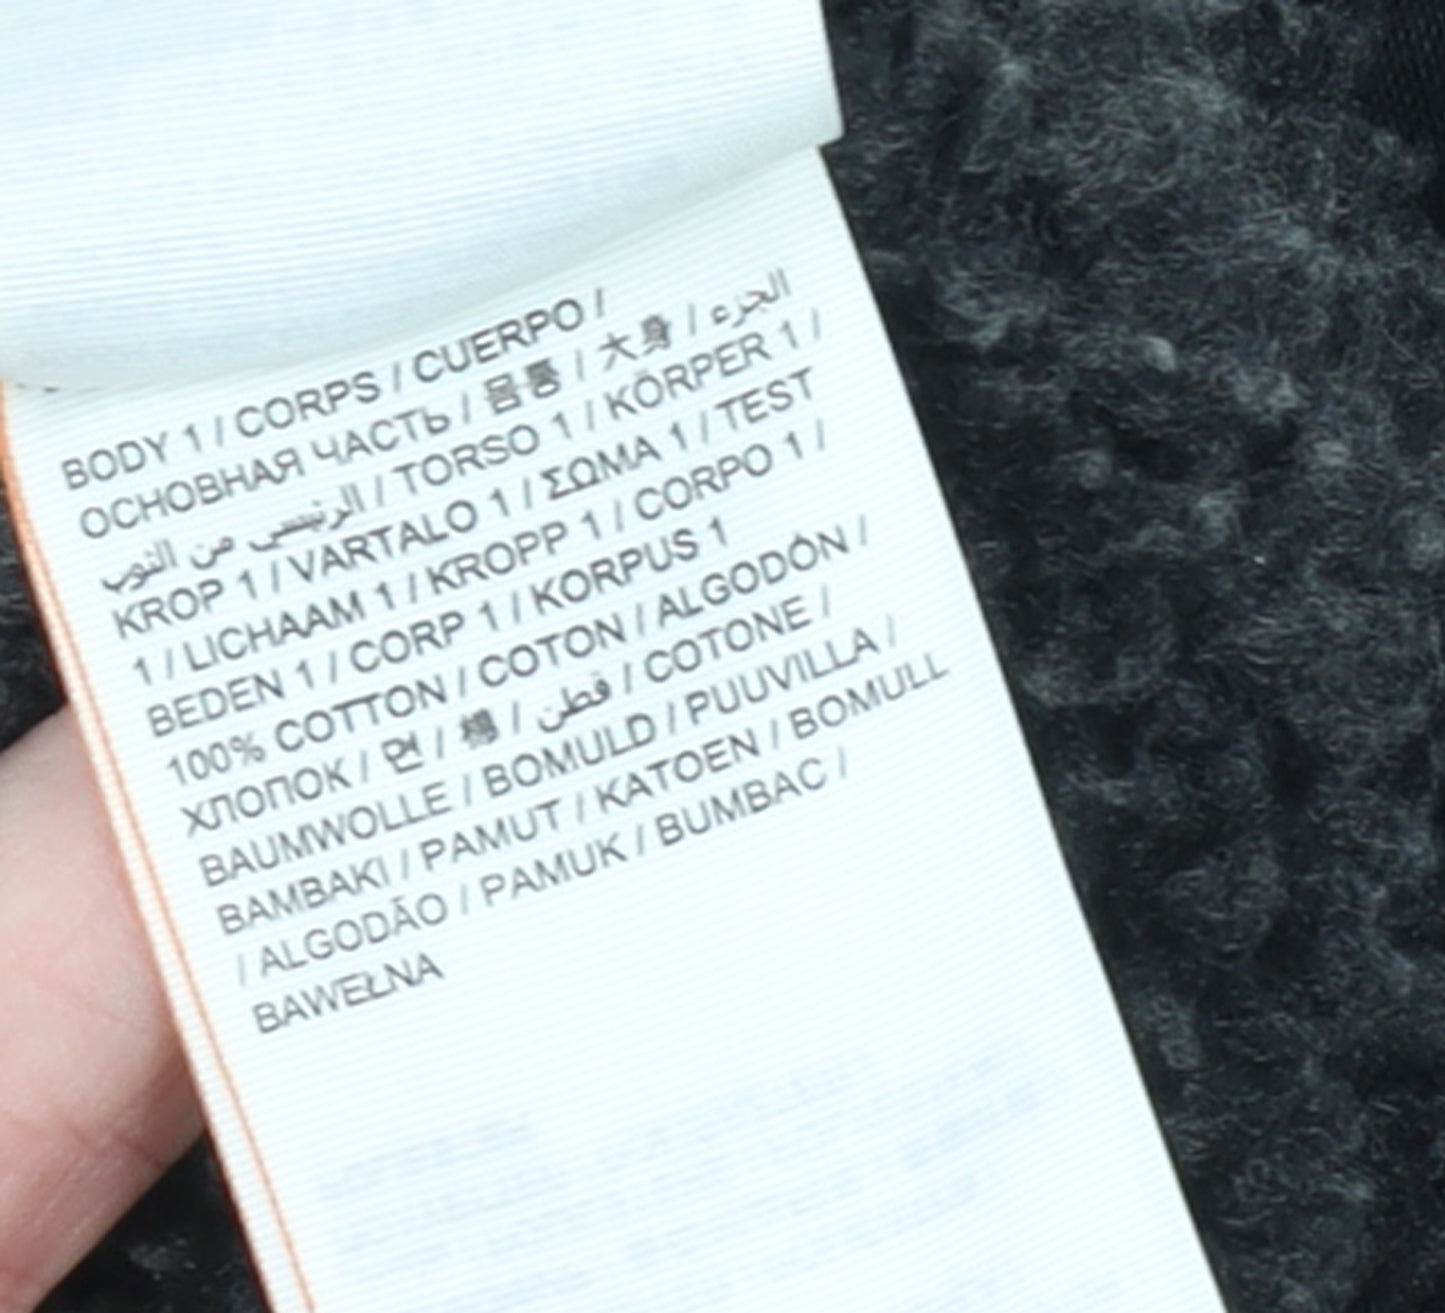 BODY 1 / CORPS / CUERPO /
ОСНОВНАЯ ЧАСТЬ / 몸통 / 大身 / الجزء
الرئيسي من الثوب / TORSO 1 / KÖRPER 1 /
KROP 1 / VARTALO 1 / ΣΩΜΑ 1 / TEST
1 / LICHAAM 1 / KROPP 1 / CORPO 1 /
BEDEN 1 / CORP 1 / KORPUS 1
100% COTTON / COTON / ALGODÓN /
ХЛОПОК / 면 / 棉 / قطن / COTONE /
BAUMWOLLE / BOMULD / PUUVILLA /
BAMBAKI / PAMUT / KATOEN / BOMULL
/ ALGODÃO / PAMUK / BUMBAC /
BAWEŁNA